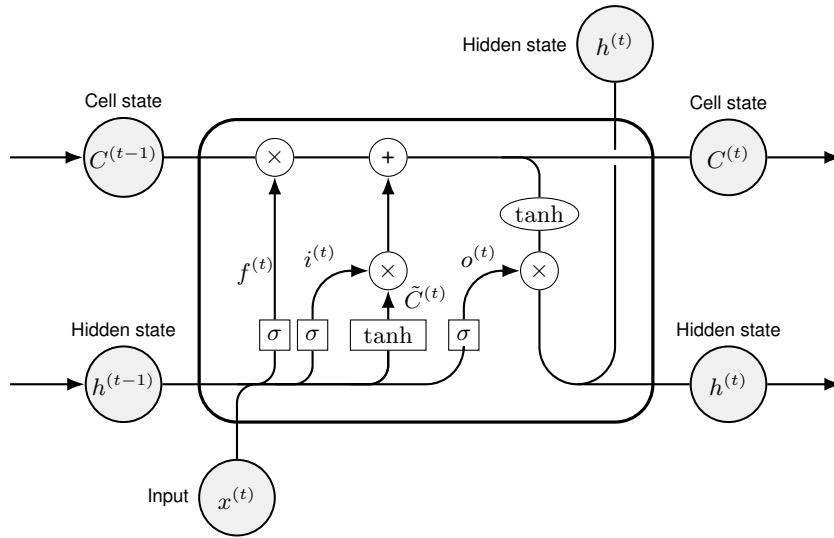 Hidden state
h^{(t)}
Cell state
Cell state
C^{(t−1)}
×
+
C^{(t)}
tanh
f^{(t)}
i^{(t)}
×
o^{(t)}
×
C̃^{(t)}
Hidden state
σ
σ
tanh
σ
Hidden state
h^{(t−1)}
h^{(t)}
Input
x^{(t)}